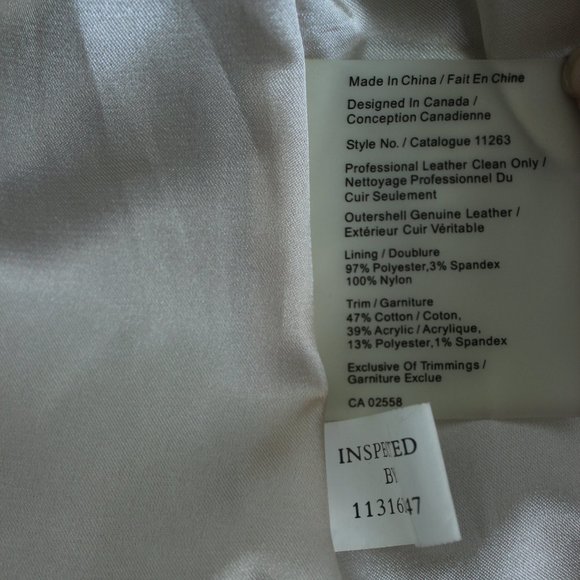 Made In China / Fait En Chine
Designed In Canada /
Conception Canadienne
Style No. / Catalogue 11263
Professional Leather Clean Only /
Nettoyage Professionnel Du
Cuir Seulement
Outershell Genuine Leather /
Extérieur Cuir Véritable
Lining / Doublure
97% Polyester,3% Spandex
100% Nylon
Trim / Garniture
47% Cotton / Coton,
39% Acrylic / Acrylique,
13% Polyester,1% Spandex
Exclusive Of Trimmings /
Garniture Exclue
CA 02558
INSPECTED
BY
1131647